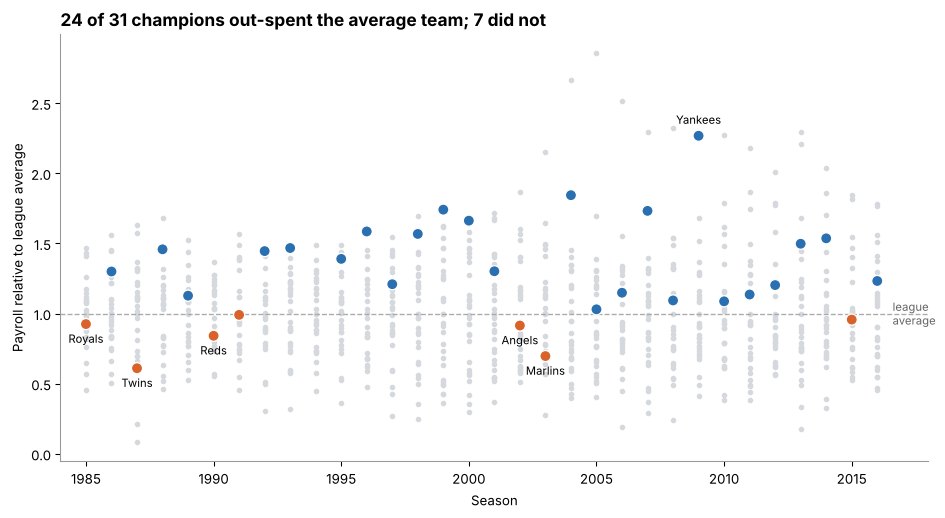 24 of 31 champions out-spent the average team; 7 did not
Payroll relative to league average
2.5
2.0
1.5
1.0
0.5
0.0
Yankees
league
average
Royals
Reds
Angels
Marlins
Twins
1985
1990
1995
2000
2005
2010
2015
Season